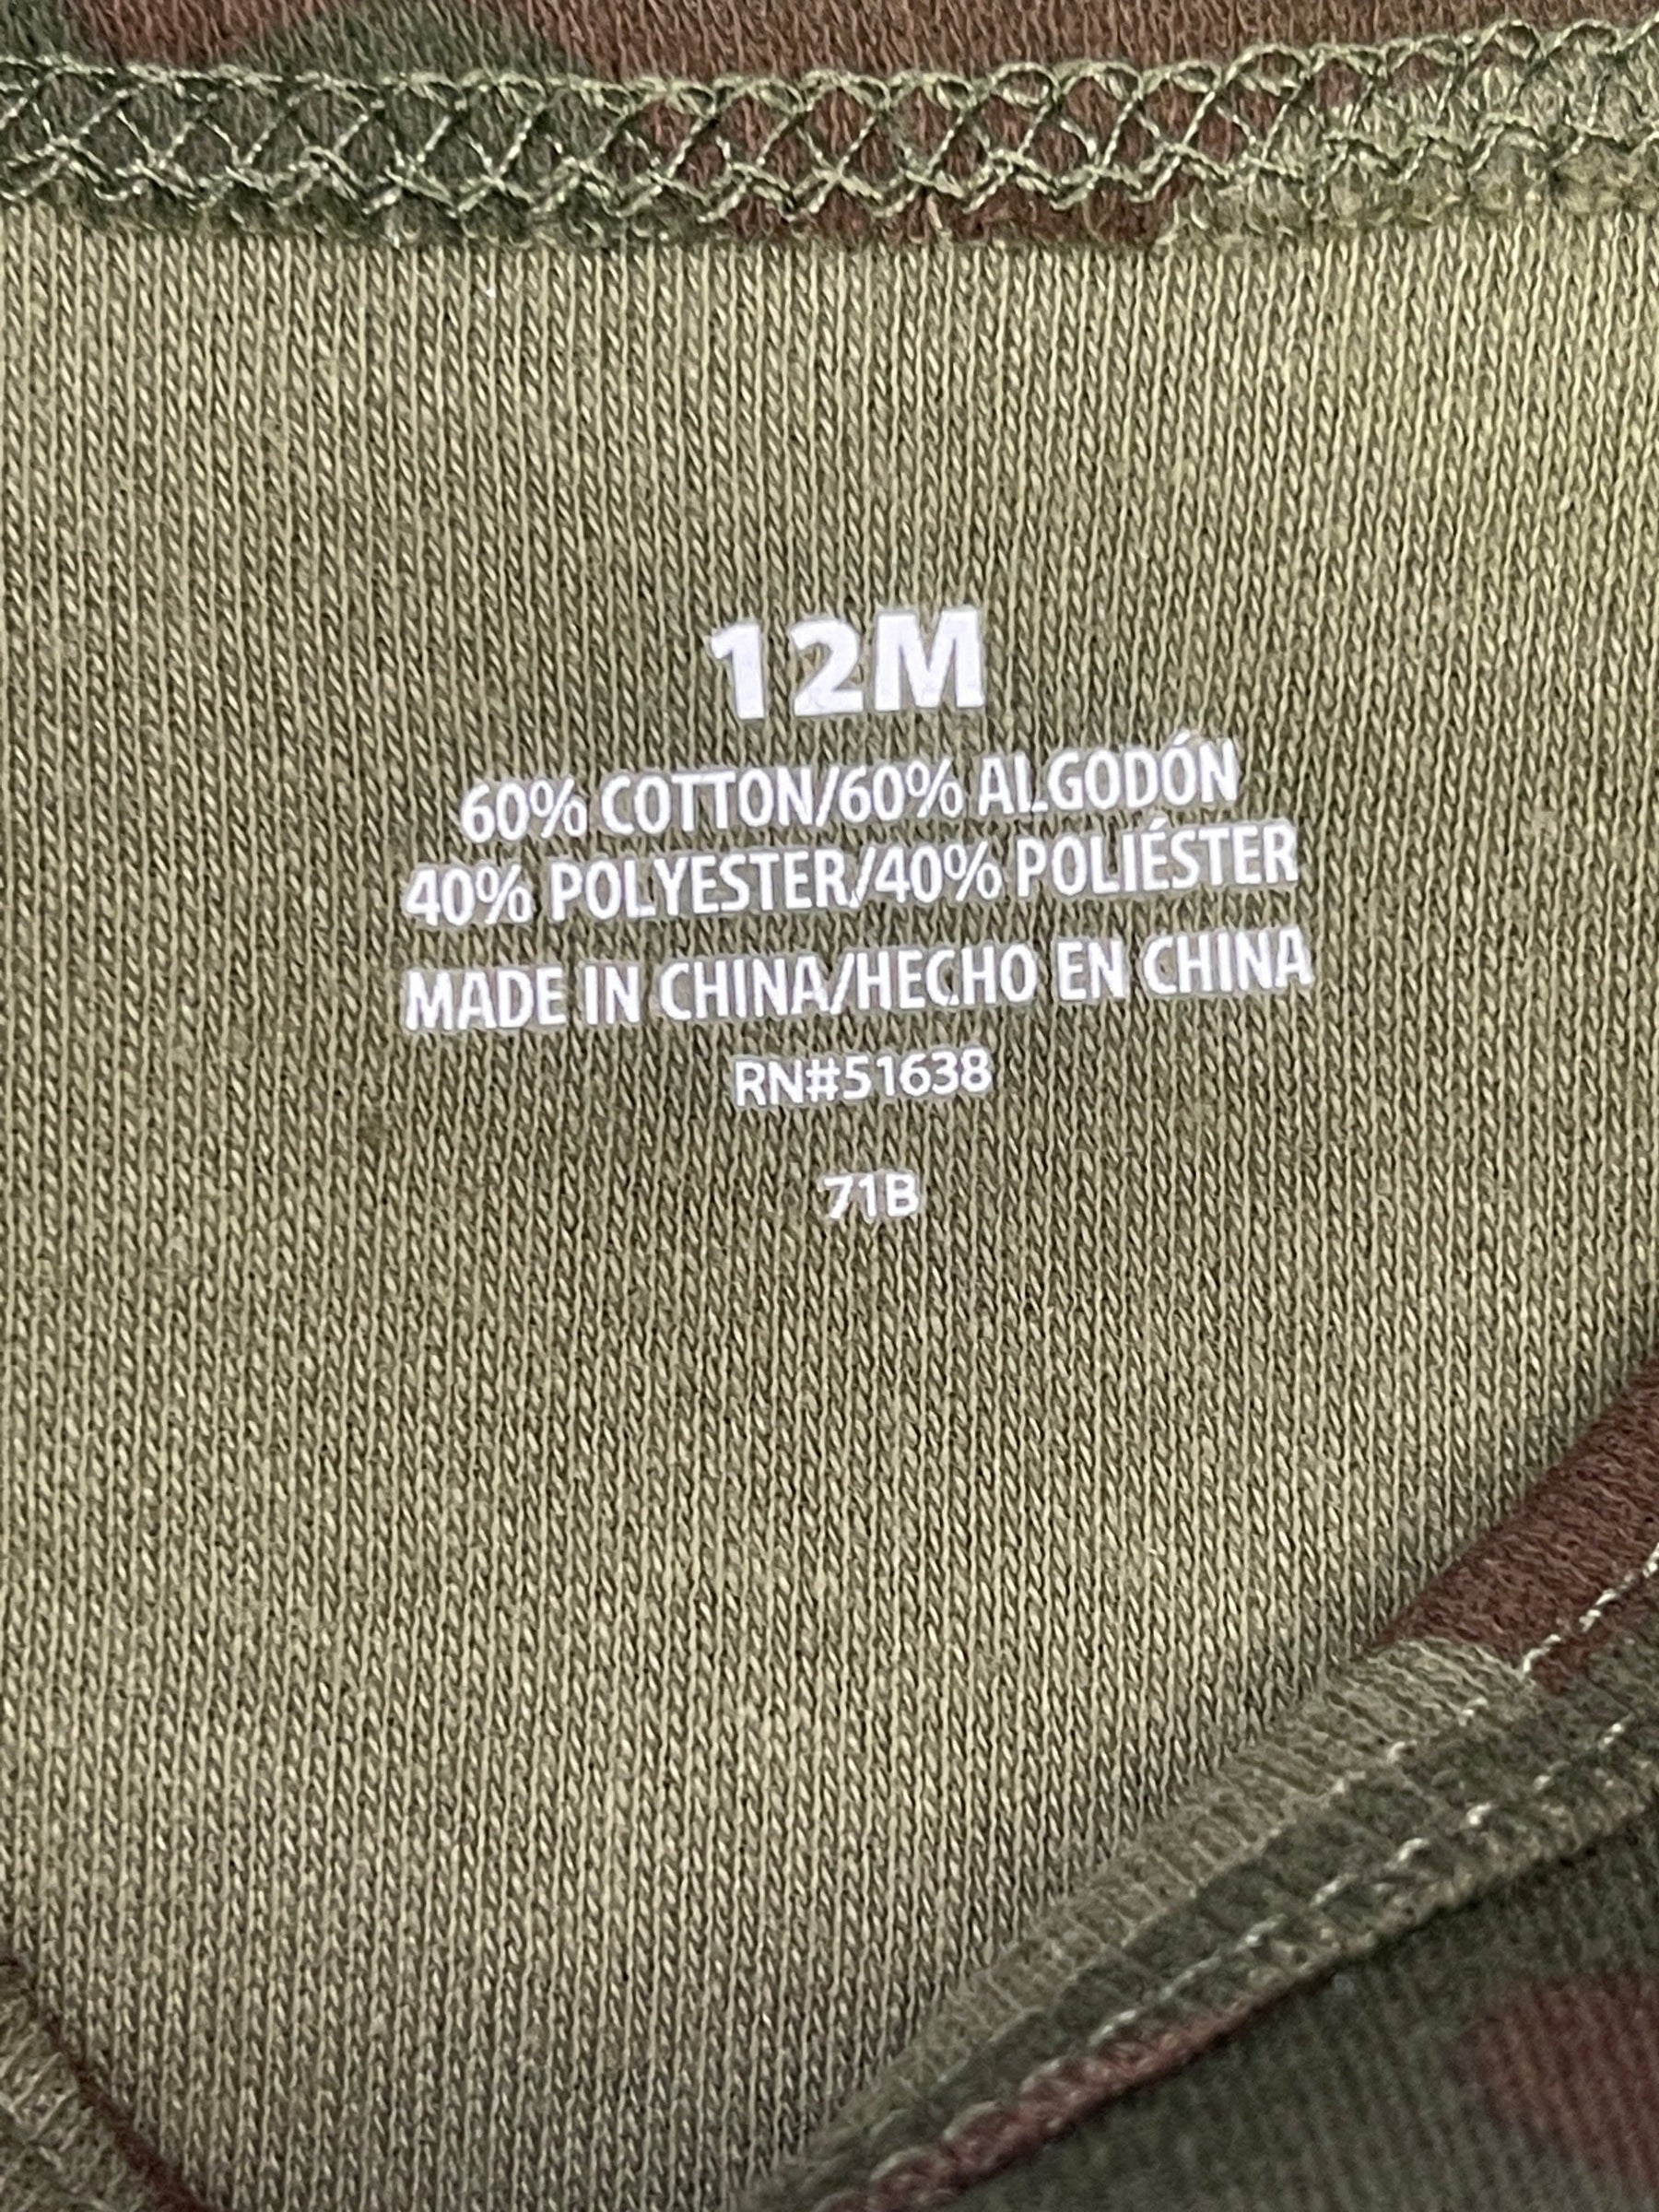 12M
60% COTTON/60% ALGODÓN
40% POLYESTER/40% POLIÉSTER
MADE IN CHINA/HECHO EN CHINA
RN#51638
71B